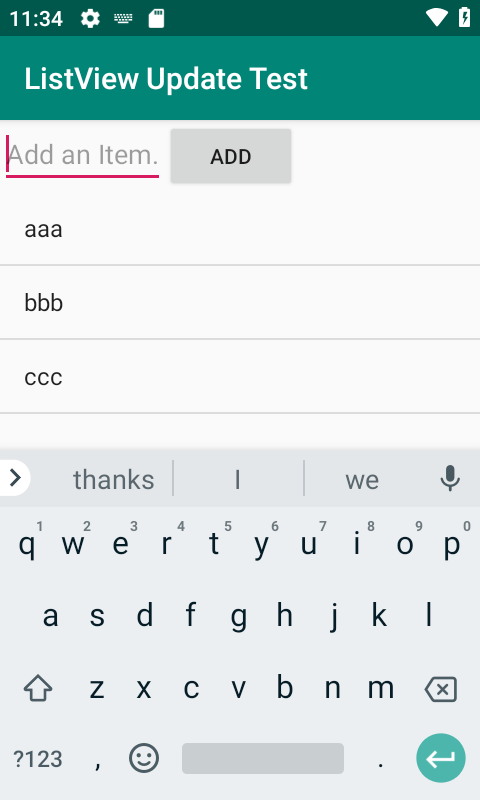 11:34
ListView Update Test
Add an Item.
ADD
aaa
bbb
ccc
thanks I we
1 2 3 4 5 6 7 8 9 0
q w e r t y u i o p
a s d f g h j k l
z x c v b n m
?123 , .